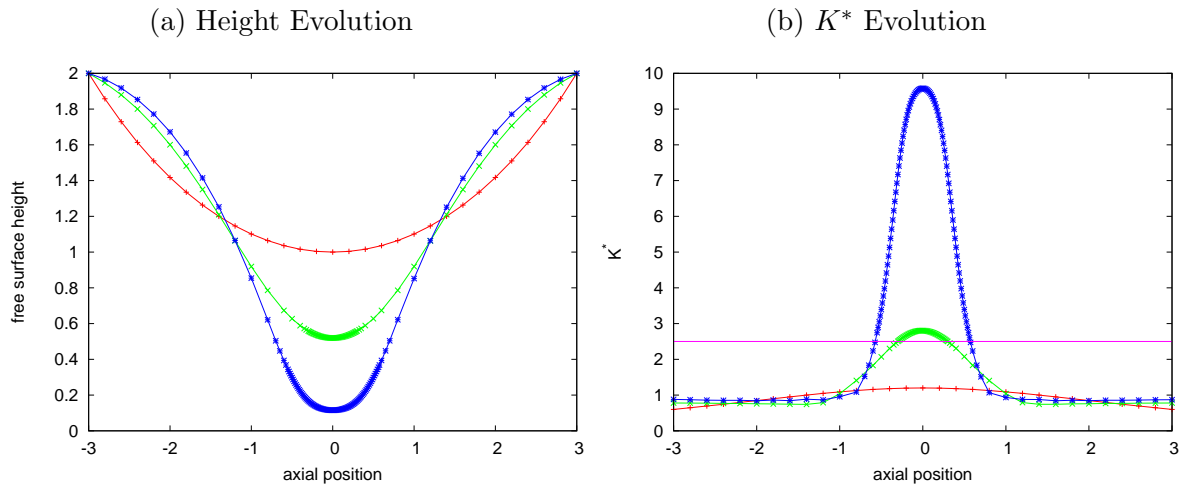 (a) Height Evolution
(b) K* Evolution
2
1.8
1.6
1.4
1.2
1
0.8
0.6
0.4
0.2
0
free surface height
-3 -2 -1 0 1 2 3
axial position
10
9
8
7
6
5
4
3
2
1
0
K*
-3 -2 -1 0 1 2 3
axial position